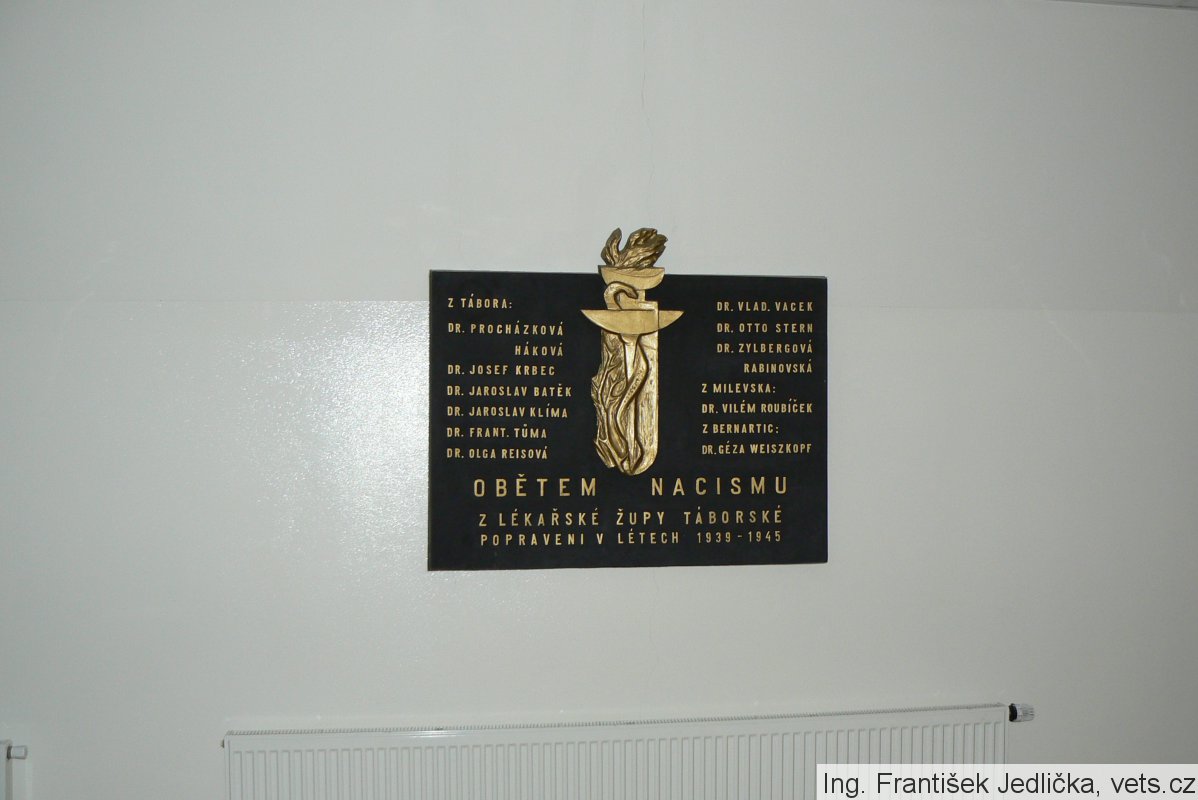 Z TÁBORA:
DR. PROCHÁZKOVÁ
HÁKOVÁ
DR. JOSEF KRBEC
DR. JAROSLAV BATĚK
DR. JAROSLAV KLÍMA
DR. FRANT. TŮMA
DR. OLGA REISOVÁ
DR. VLAD. VACEK
DR. OTTO STERN
DR. ZYLBERGOVÁ
RABINOVSKÁ
Z MILEVSKA:
DR. VILÉM ROUBÍČEK
Z BERNARTIC:
DR. GÉZA WEISZKOPF
OBĚTEM NACISMU
Z LÉKAŘSKÉ ŽUPY TÁBORSKÉ
POPRAVENI V LÉTECH 1939-1945
Ing. František Jedlička, vets.cz